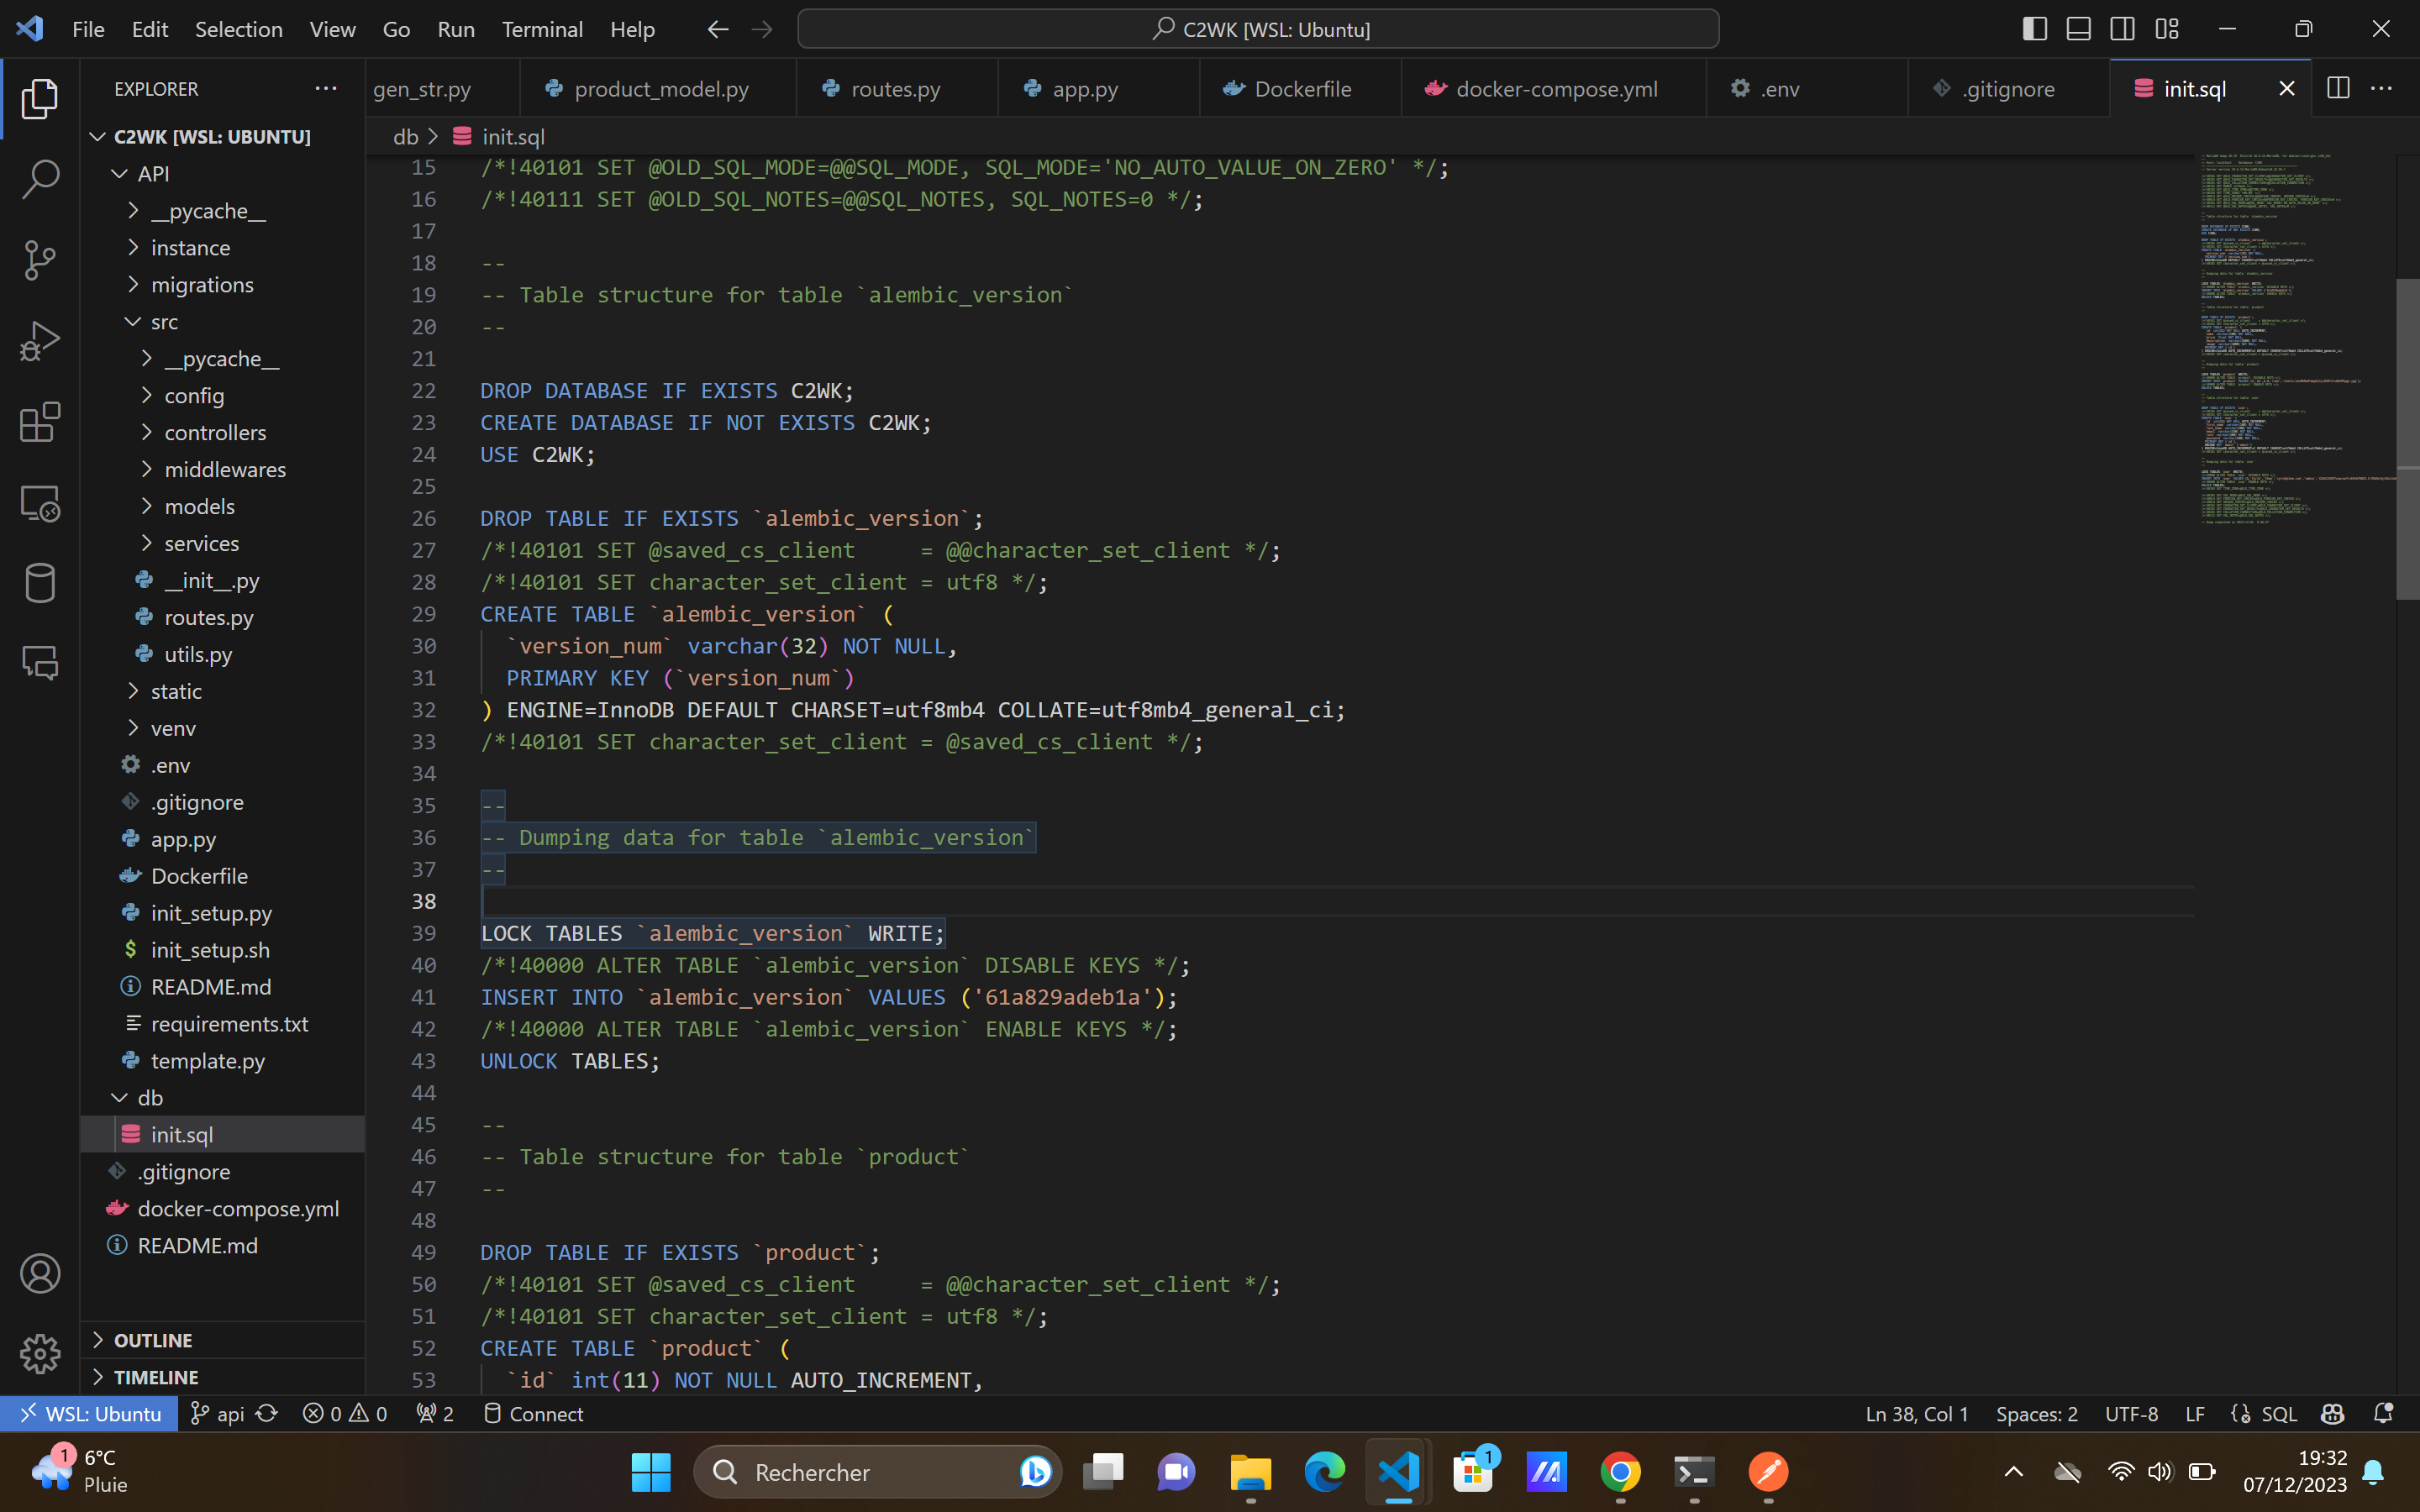 File Edit Selection View Go Run Terminal Help
C2WK [WSL: Ubuntu]
EXPLORER
gen_str.py product_model.py routes.py app.py Dockerfile docker-compose.yml .env .gitignore init.sql
C2WK [WSL: UBUNTU]
API
__pycache__
instance
migrations
src
__pycache__
config
controllers
middlewares
models
services
__init__.py
routes.py
utils.py
static
venv
.env
.gitignore
app.py
Dockerfile
init_setup.py
init_setup.sh
README.md
requirements.txt
template.py
db
init.sql
.gitignore
docker-compose.yml
README.md
OUTLINE
TIMELINE
db > init.sql
15 /*!40101 SET @OLD_SQL_MODE=@@SQL_MODE, SQL_MODE='NO_AUTO_VALUE_ON_ZERO' */;
16 /*!40111 SET @OLD_SQL_NOTES=@@SQL_NOTES, SQL_NOTES=0 */;
17
18 --
19 -- Table structure for table `alembic_version`
20 --
21
22 DROP DATABASE IF EXISTS C2WK;
23 CREATE DATABASE IF NOT EXISTS C2WK;
24 USE C2WK;
25
26 DROP TABLE IF EXISTS `alembic_version`;
27 /*!40101 SET @saved_cs_client     = @@character_set_client */;
28 /*!40101 SET character_set_client = utf8 */;
29 CREATE TABLE `alembic_version` (
30   `version_num` varchar(32) NOT NULL,
31   PRIMARY KEY (`version_num`)
32 ) ENGINE=InnoDB DEFAULT CHARSET=utf8mb4 COLLATE=utf8mb4_general_ci;
33 /*!40101 SET character_set_client = @saved_cs_client */;
34
35 --
36 -- Dumping data for table `alembic_version`
37 --
38
39 LOCK TABLES `alembic_version` WRITE;
40 /*!40000 ALTER TABLE `alembic_version` DISABLE KEYS */;
41 INSERT INTO `alembic_version` VALUES ('61a829adeb1a');
42 /*!40000 ALTER TABLE `alembic_version` ENABLE KEYS */;
43 UNLOCK TABLES;
44
45 --
46 -- Table structure for table `product`
47 --
48
49 DROP TABLE IF EXISTS `product`;
50 /*!40101 SET @saved_cs_client     = @@character_set_client */;
51 /*!40101 SET character_set_client = utf8 */;
52 CREATE TABLE `product` (
53   `id` int(11) NOT NULL AUTO_INCREMENT,
WSL: Ubuntu api 0 0 2 Connect Ln 38, Col 1 Spaces: 2 UTF-8 LF SQL
1 6°C
Pluie
Rechercher
1
19:32
07/12/2023